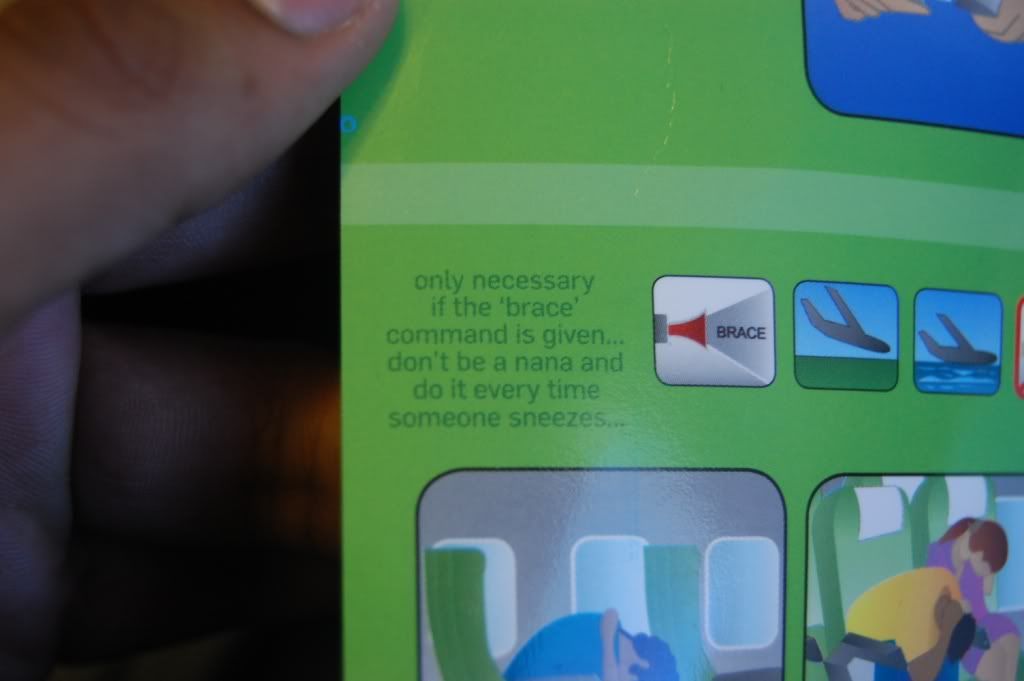 only necessary
if the 'brace'
command is given...
don't be a nana and
do it every time
someone sneezes...
BRACE